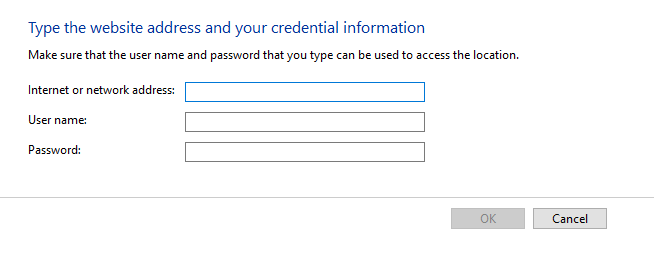 Type the website address and your credential information
Make sure that the user name and password that you type can be used to access the location.
Internet or network address:
User name:
Password:
OK Cancel